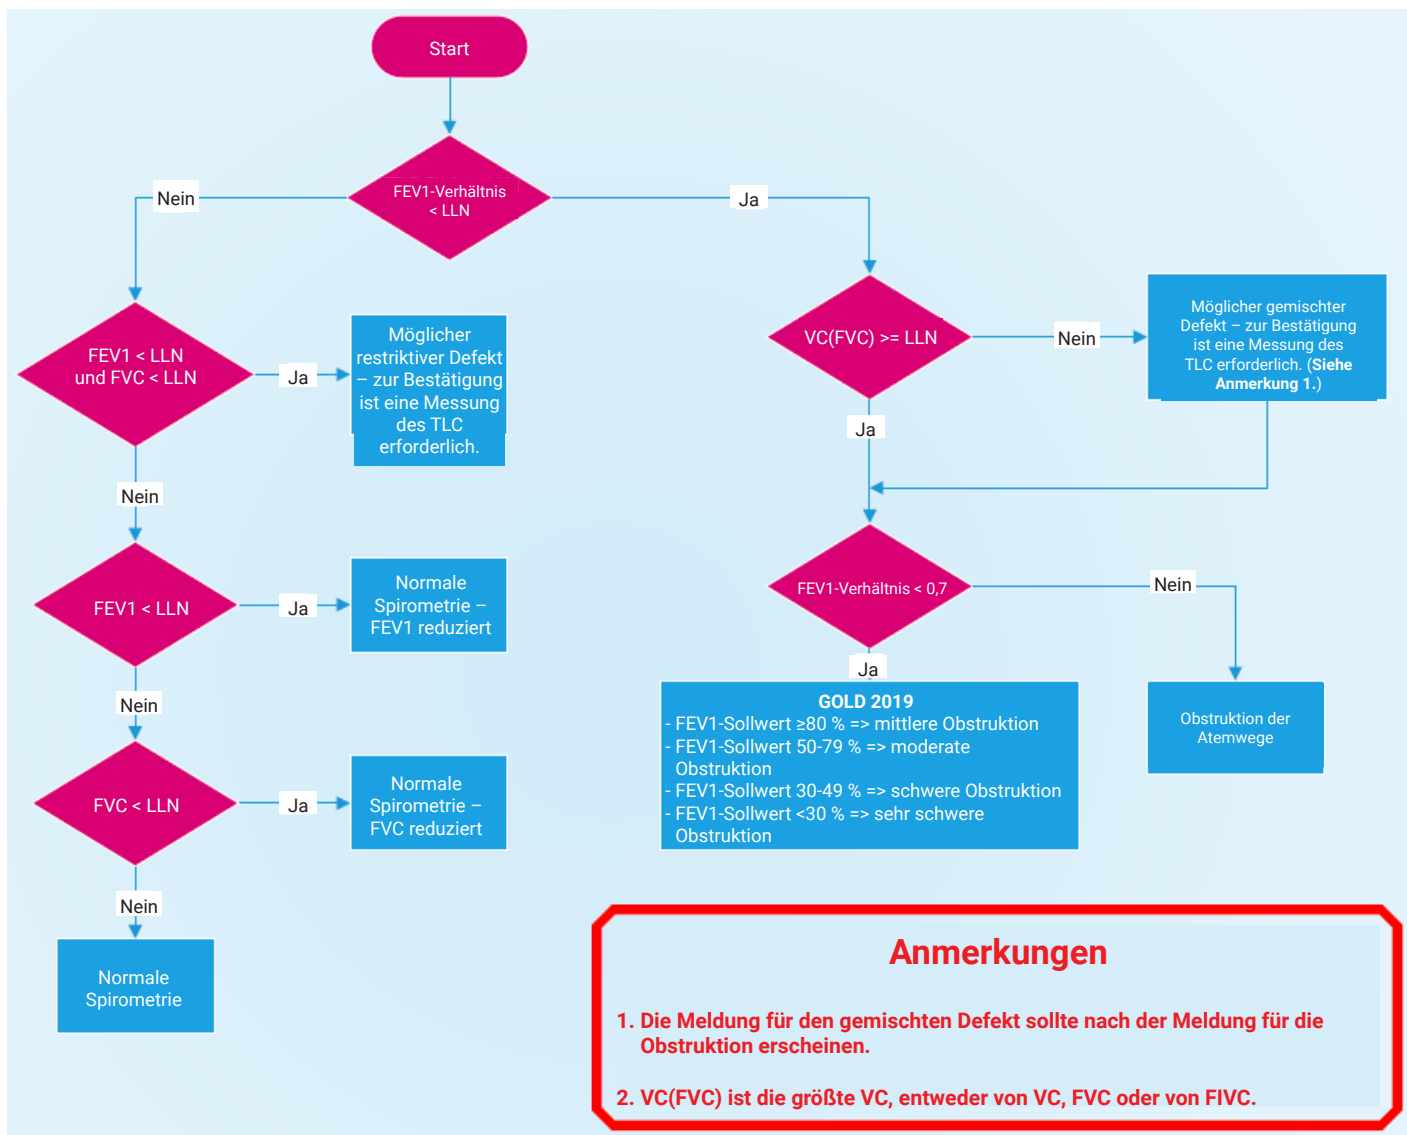 Start
FEV1-Verhältnis
< LLN
Nein
Ja
FEV1 < LLN
und FVC < LLN
Ja
Möglicher
restriktiver Defekt
– zur Bestätigung
ist eine Messung
des TLC
erforderlich.
VC(FVC) >= LLN
Nein
Möglicher gemischter
Defekt – zur Bestätigung
ist eine Messung des
TLC erforderlich. (Siehe
Anmerkung 1.)
Ja
Nein
FEV1 < LLN
Ja
Normale
Spirometrie –
FEV1 reduziert
FEV1-Verhältnis < 0,7
Nein
Ja
Nein
FVC < LLN
Ja
Normale
Spirometrie –
FVC reduziert
GOLD 2019
- FEV1-Sollwert ≥80 % => mittlere Obstruktion
- FEV1-Sollwert 50-79 % => moderate
Obstruktion
- FEV1-Sollwert 30-49 % => schwere Obstruktion
- FEV1-Sollwert <30 % => sehr schwere
Obstruktion
Obstruktion der
Atemwege
Nein
Normale
Spirometrie
Anmerkungen
1. Die Meldung für den gemischten Defekt sollte nach der Meldung für die
Obstruktion erscheinen.
2. VC(FVC) ist die größte VC, entweder von VC, FVC oder von FIVC.